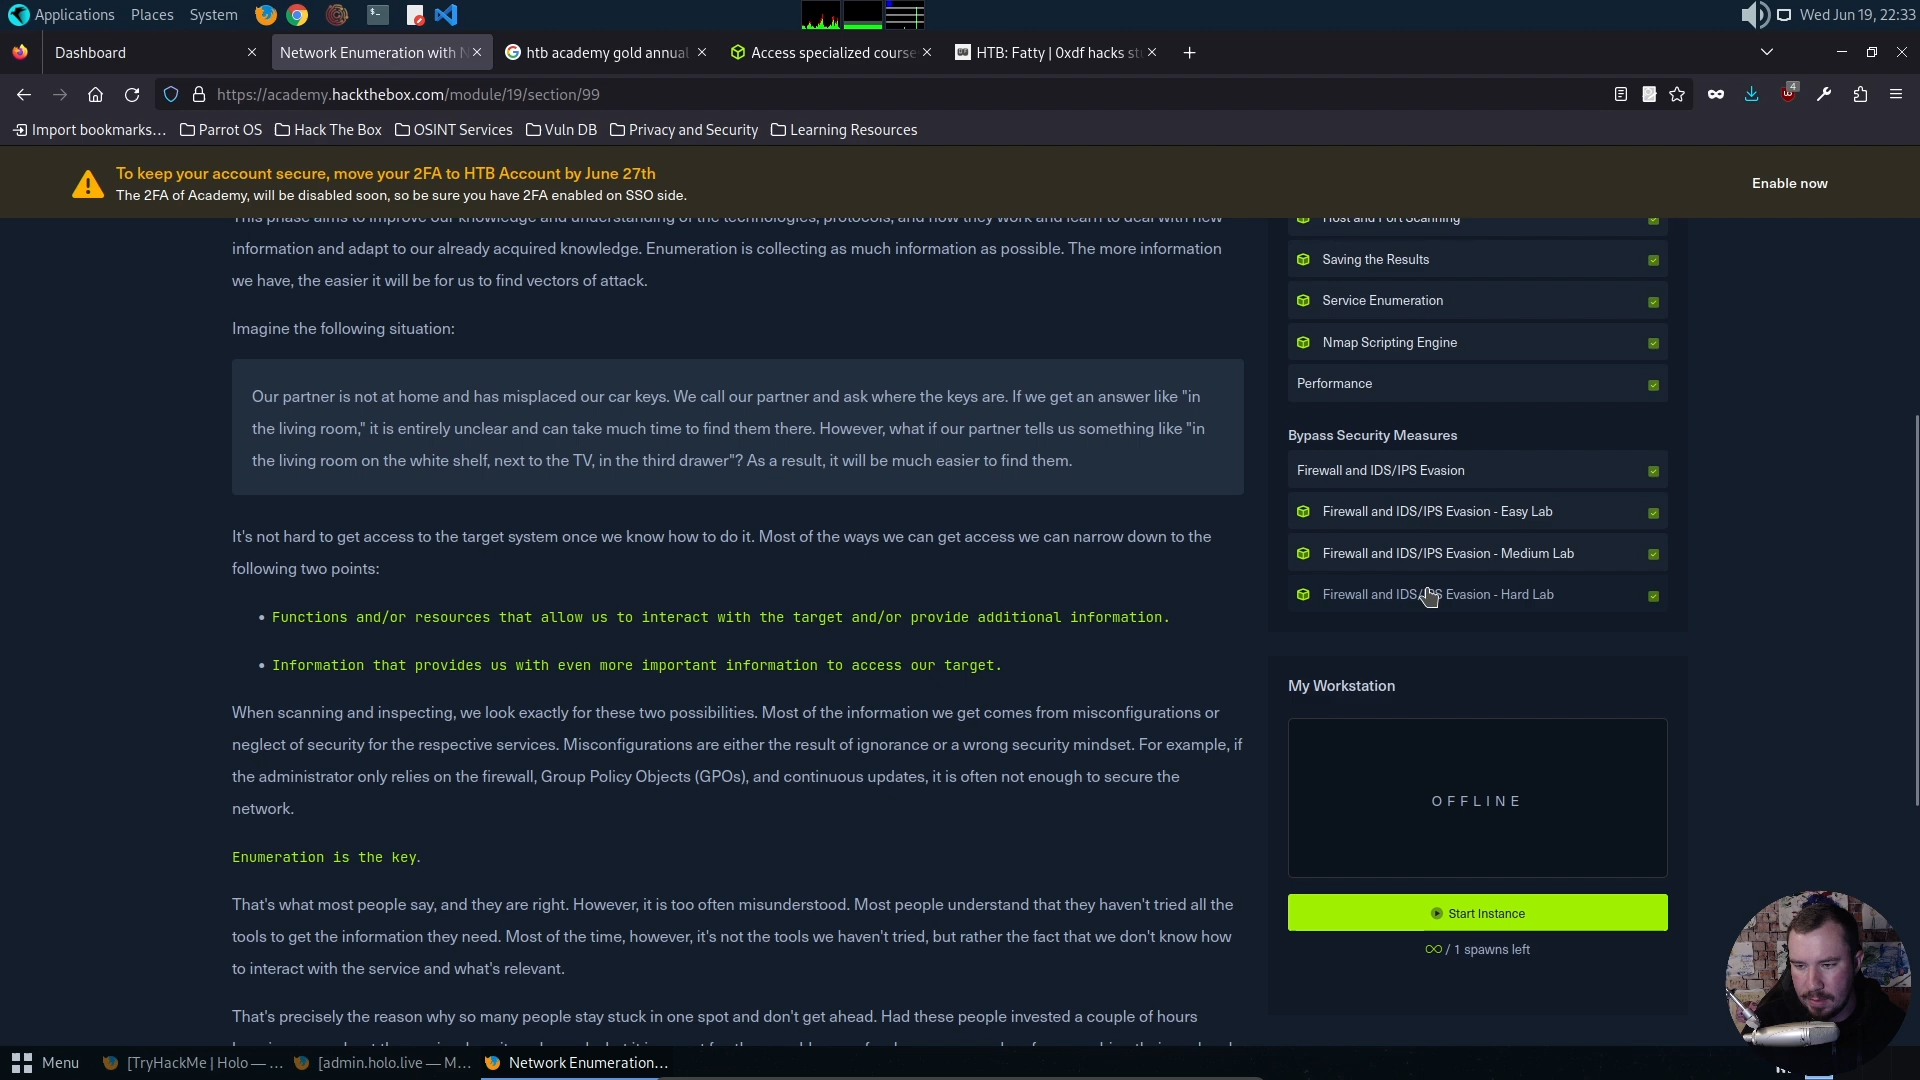 Applications Places System
Wed Jun 19, 22:33
Dashboard
Network Enumeration with N
htb academy gold annual
Access specialized course
HTB: Fatty | 0xdf hacks st
https://academy.hackthebox.com/module/19/section/99
4
Import bookmarks... Parrot OS Hack The Box OSINT Services Vuln DB Privacy and Security Learning Resources
To keep your account secure, move your 2FA to HTB Account by June 27th
The 2FA of Academy, will be disabled soon, so be sure you have 2FA enabled on SSO side.
Enable now
This phase aims to improve our knowledge and understanding of the technologies, protocols, and how they work and learn to deal with new
information and adapt to our already acquired knowledge. Enumeration is collecting as much information as possible. The more information
we have, the easier it will be for us to find vectors of attack.
Imagine the following situation:
Our partner is not at home and has misplaced our car keys. We call our partner and ask where the keys are. If we get an answer like "in
the living room," it is entirely unclear and can take much time to find them there. However, what if our partner tells us something like "in
the living room on the white shelf, next to the TV, in the third drawer"? As a result, it will be much easier to find them.
It's not hard to get access to the target system once we know how to do it. Most of the ways we can get access we can narrow down to the
following two points:
• Functions and/or resources that allow us to interact with the target and/or provide additional information.
• Information that provides us with even more important information to access our target.
When scanning and inspecting, we look exactly for these two possibilities. Most of the information we get comes from misconfigurations or
neglect of security for the respective services. Misconfigurations are either the result of ignorance or a wrong security mindset. For example, if
the administrator only relies on the firewall, Group Policy Objects (GPOs), and continuous updates, it is often not enough to secure the
network.
Enumeration is the key.
That's what most people say, and they are right. However, it is too often misunderstood. Most people understand that they haven't tried all the
tools to get the information they need. Most of the time, however, it's not the tools we haven't tried, but rather the fact that we don't know how
to interact with the service and what's relevant.
That's precisely the reason why so many people stay stuck in one spot and don't get ahead. Had these people invested a couple of hours
Host and Port Scanning
Saving the Results
Service Enumeration
Nmap Scripting Engine
Performance
Bypass Security Measures
Firewall and IDS/IPS Evasion
Firewall and IDS/IPS Evasion - Easy Lab
Firewall and IDS/IPS Evasion - Medium Lab
Firewall and IDS/IPS Evasion - Hard Lab
My Workstation
OFFLINE
Start Instance
∞ / 1 spawns left
Menu
[TryHackMe | Holo — ...
[admin.holo.live — M...
Network Enumeration...